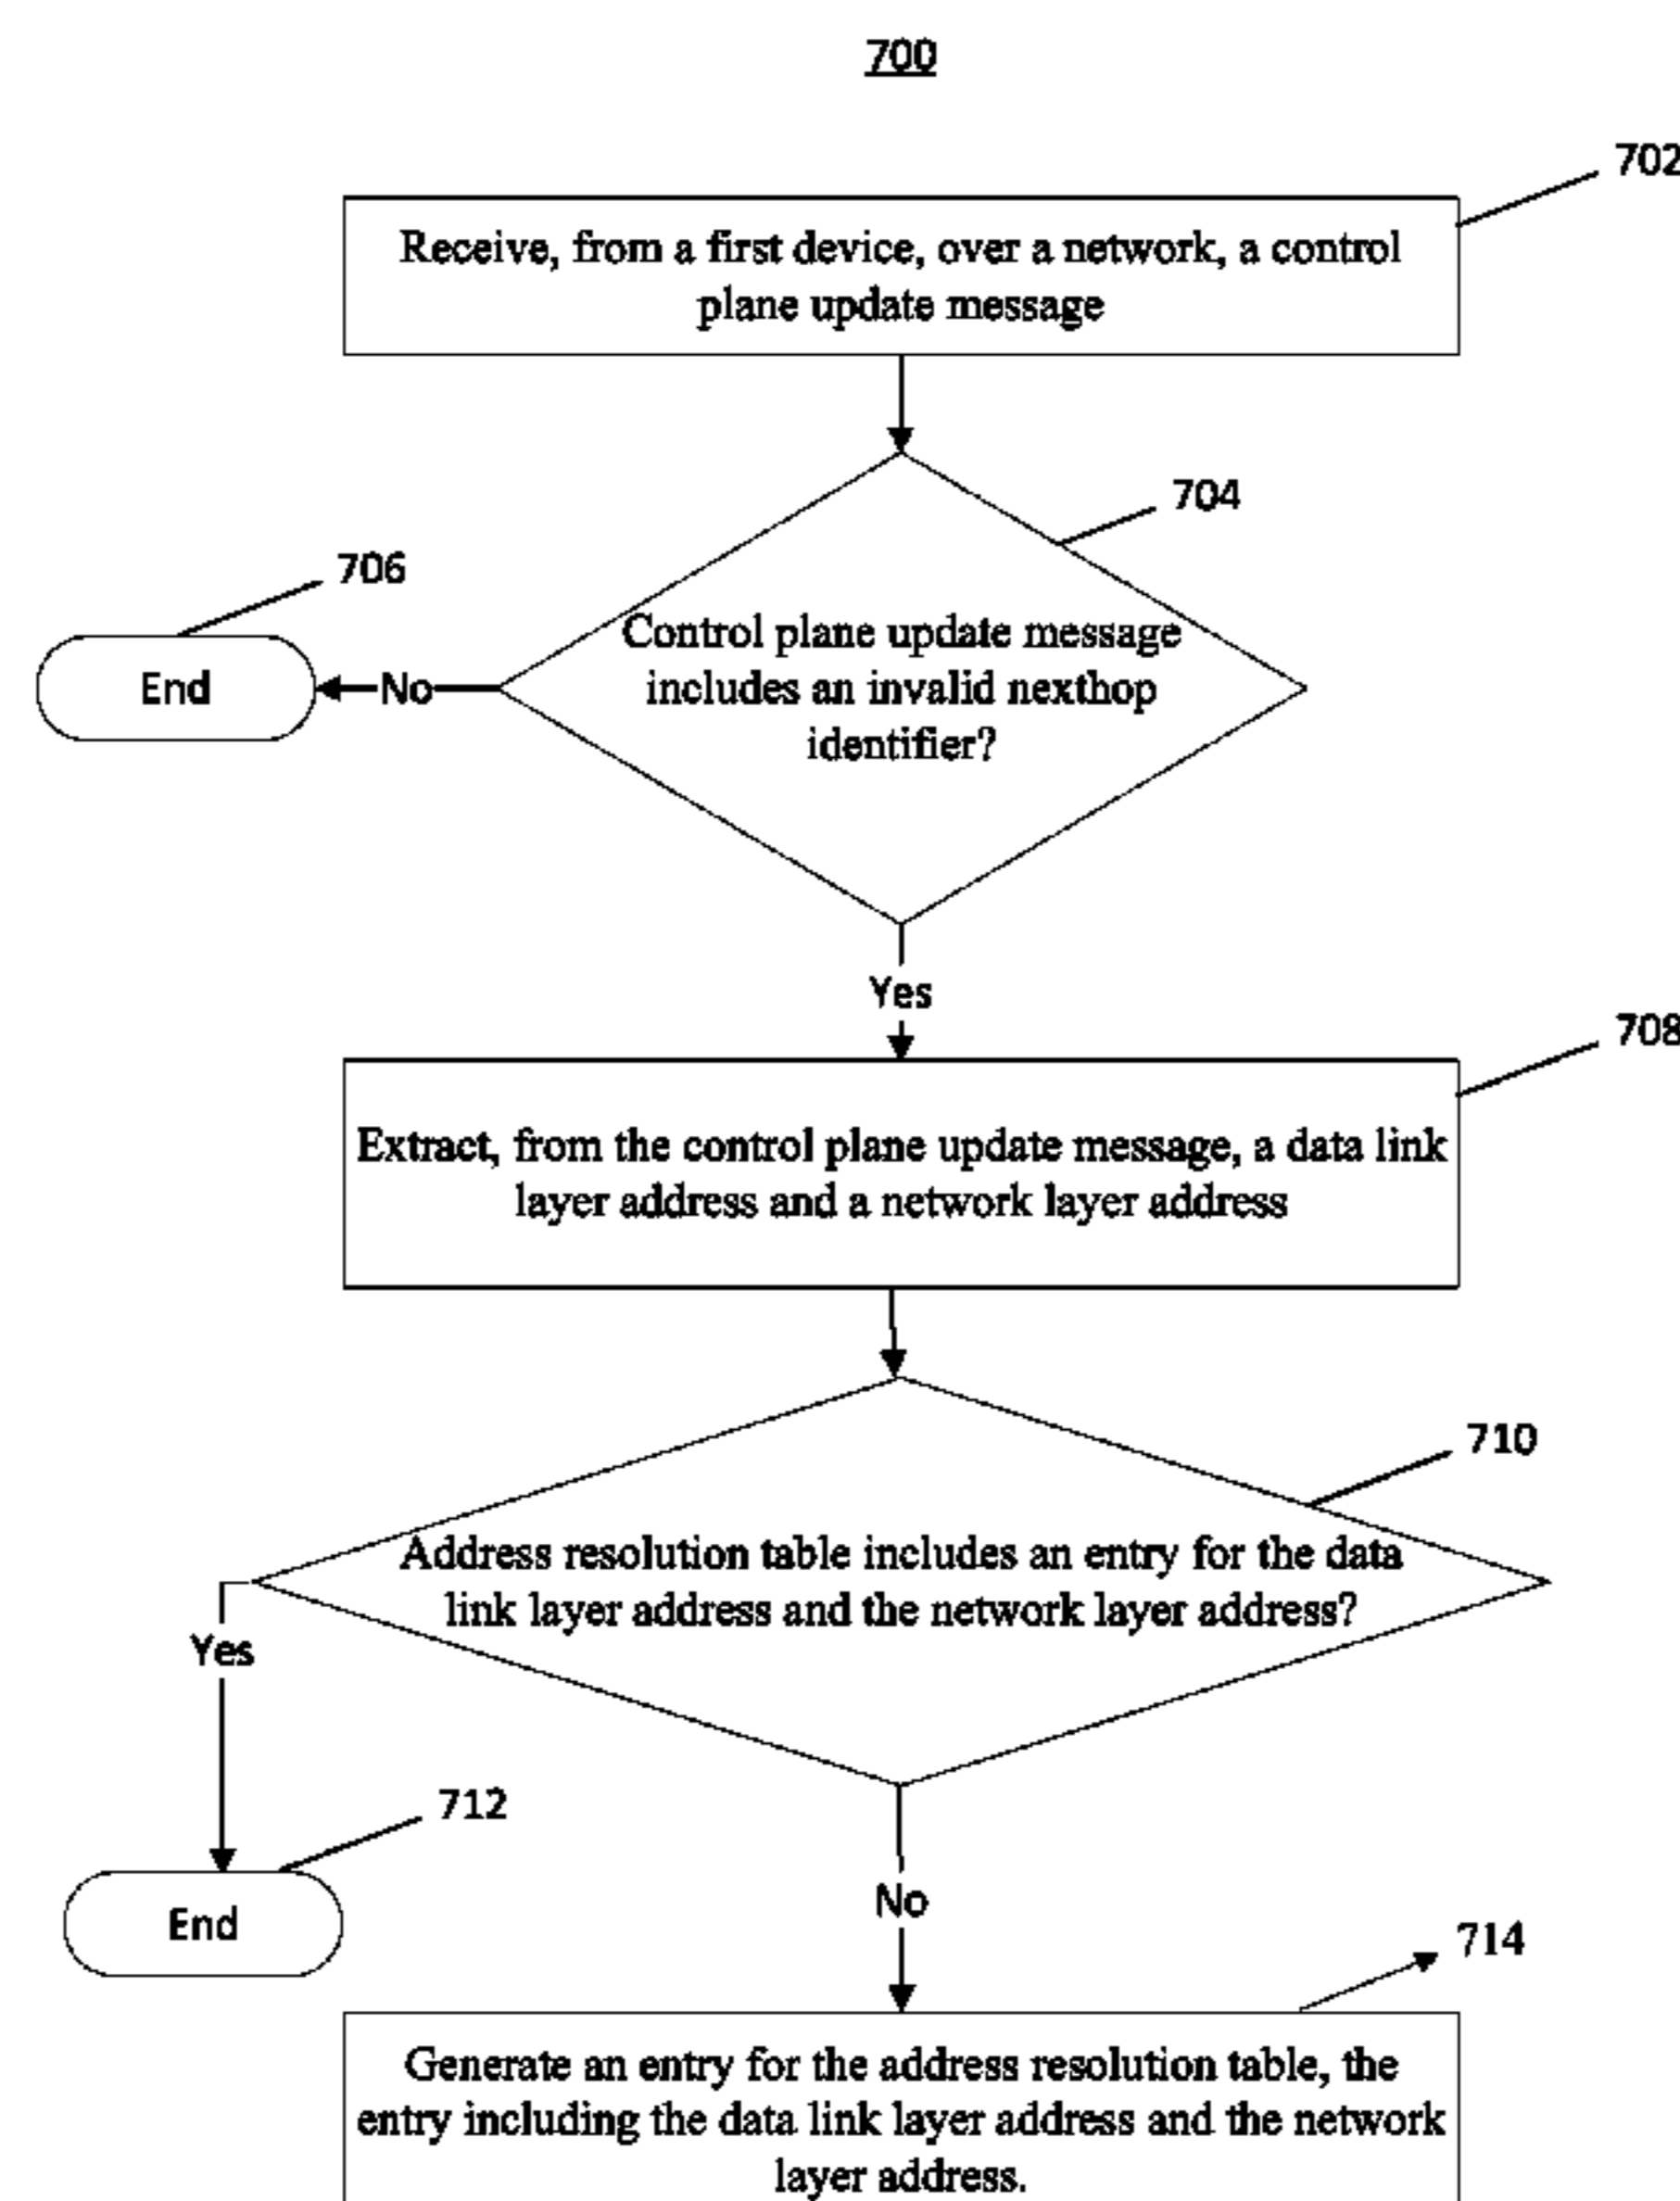 700
702
Receive, from a first device, over a network, a control
plane update message
704
706
Control plane update message
includes an invalid nexthop
identifier?
End
No
Yes
708
Extract, from the control plane update message, a data link
layer address and a network layer address
710
Address resolution table includes an entry for the data
link layer address and the network layer address?
Yes
712
End
No
714
Generate an entry for the address resolution table, the
entry including the data link layer address and the network
layer address.